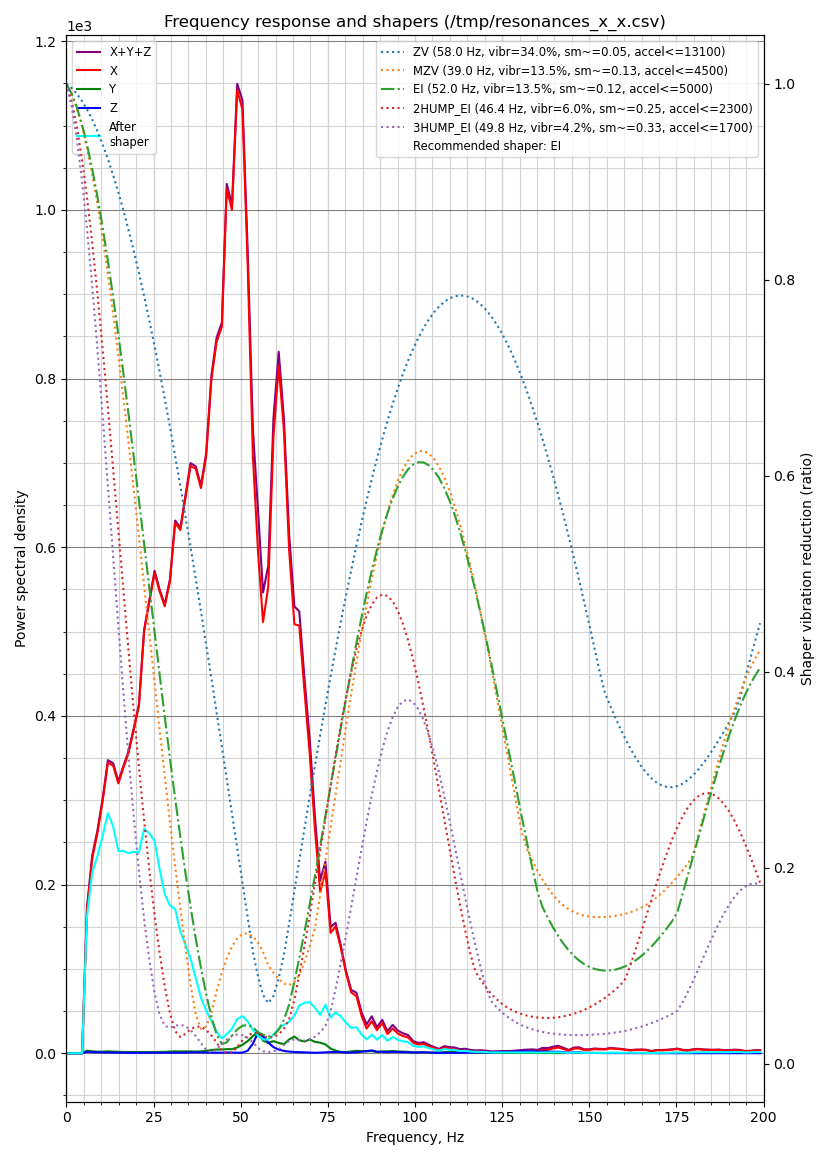 Frequency response and shapers (/tmp/resonances_x_x.csv)
1e3
X+Y+Z
X
Y
Z
After
shaper
ZV (58.0 Hz, vibr=34.0%, sm~=0.05, accel<=13100)
MZV (39.0 Hz, vibr=13.5%, sm~=0.13, accel<=4500)
EI (52.0 Hz, vibr=13.5%, sm~=0.12, accel<=5000)
2HUMP_EI (46.4 Hz, vibr=6.0%, sm~=0.25, accel<=2300)
3HUMP_EI (49.8 Hz, vibr=4.2%, sm~=0.33, accel<=1700)
Recommended shaper: EI
Power spectral density
1.2
1.0
0.8
0.6
0.4
0.2
0.0
1.0
0.8
0.6
0.4
0.2
0.0
Shaper vibration reduction (ratio)
0 25 50 75 100 125 150 175 200
Frequency, Hz